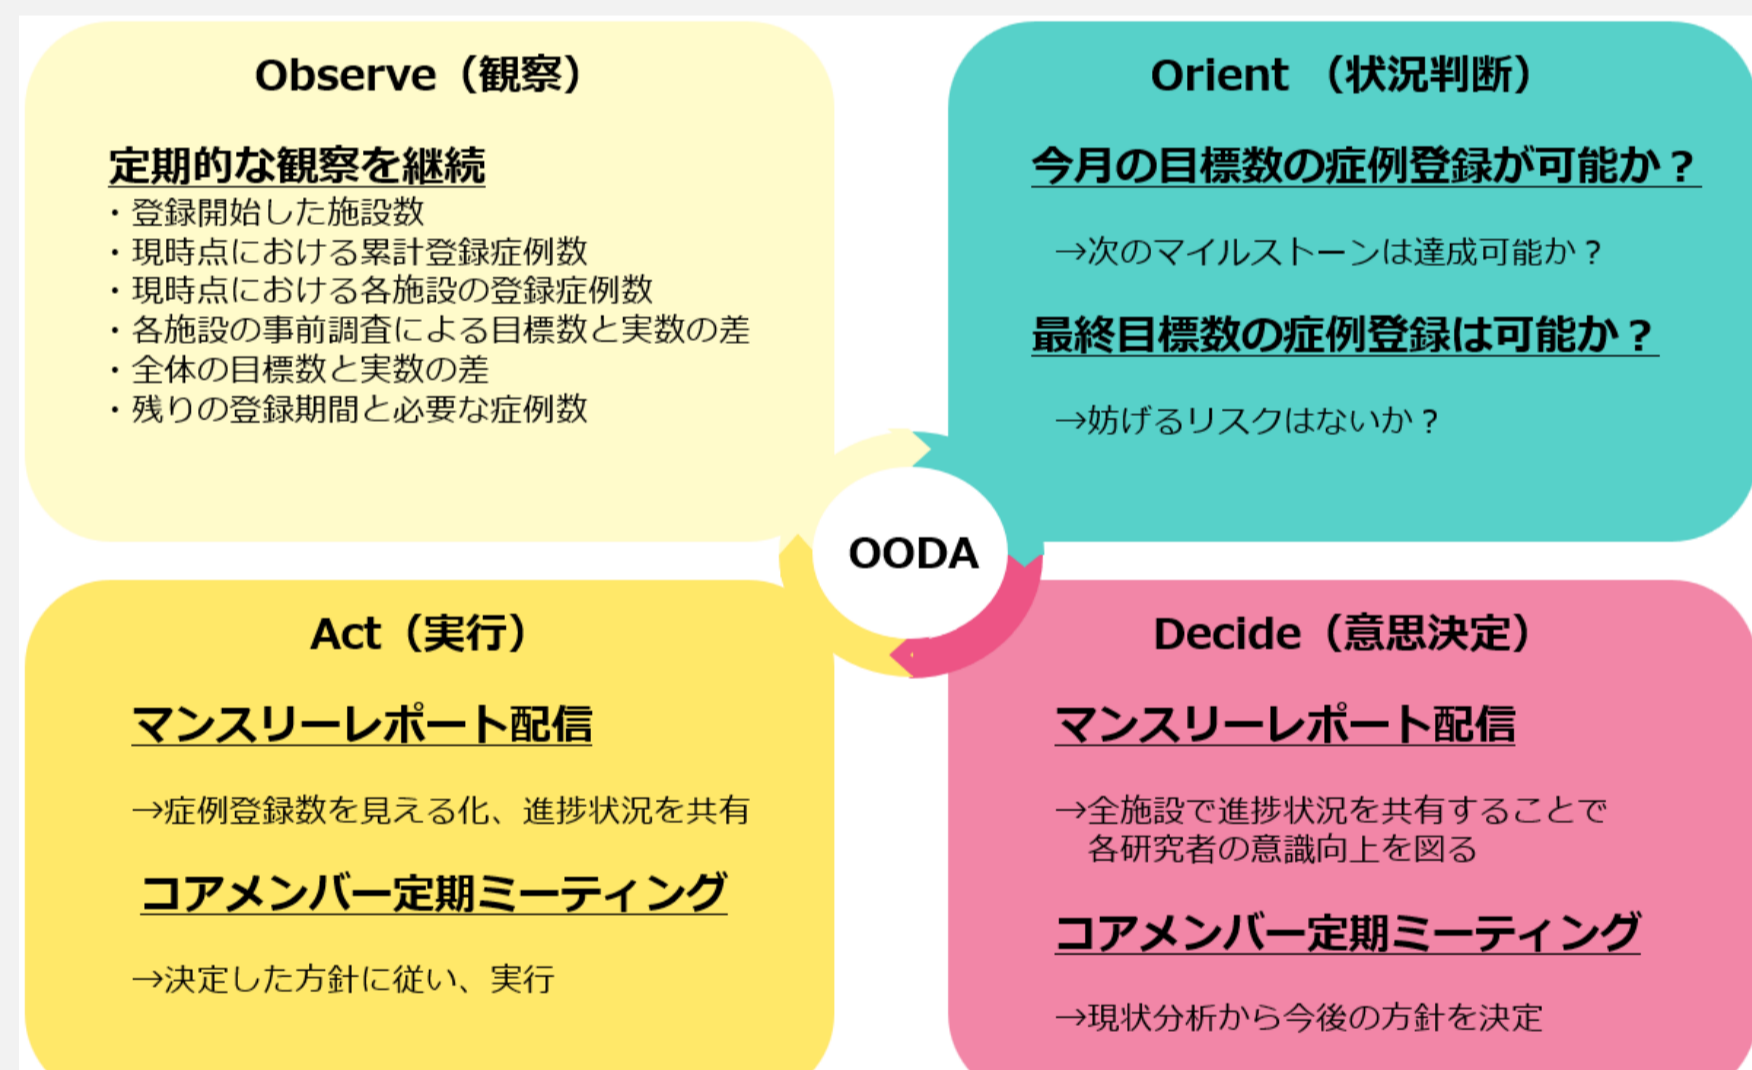 Observe（観察）
定期的な観察を継続
・登録開始した施設数
・現時点における累計登録症例数
・現時点における各施設の登録症例数
・各施設の事前調査による目標数と実数の差
・全体の目標数と実数の差
・残りの登録期間と必要な症例数
Orient （状況判断）
今月の目標数の症例登録が可能か？
→次のマイルストーンは達成可能か？
最終目標数の症例登録は可能か？
→妨げるリスクはないか？
OODA
Act（実行）
マンスリーレポート配信
→症例登録数を見える化、進捗状況を共有
コアメンバー定期ミーティング
→決定した方針に従い、実行
Decide（意思決定）
マンスリーレポート配信
→全施設で進捗状況を共有することで
各研究者の意識向上を図る
コアメンバー定期ミーティング
→現状分析から今後の方針を決定